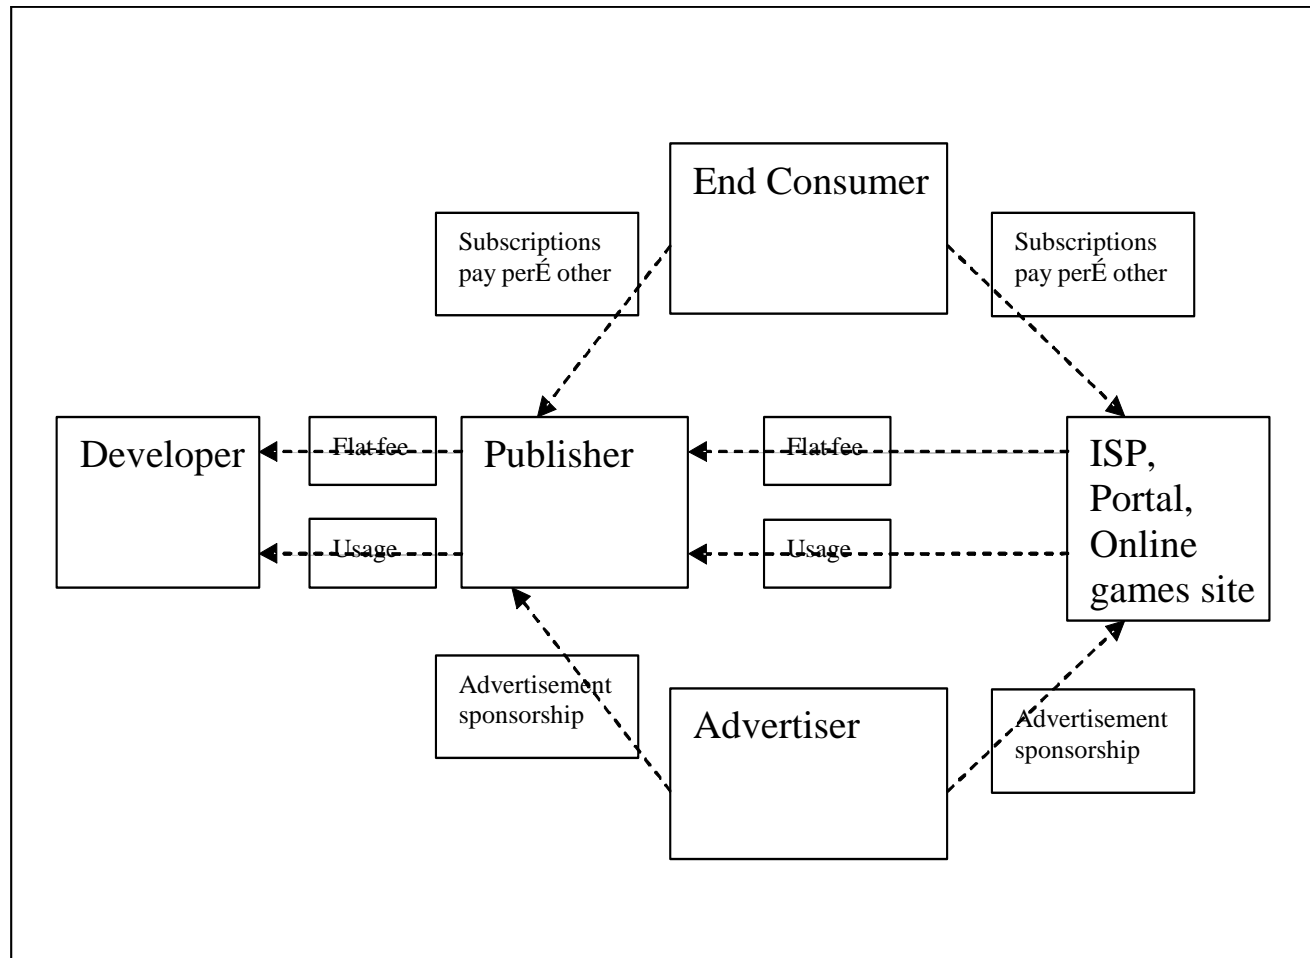 End Consumer
Subscriptions
pay perÉ other
Subscriptions
pay perÉ other
Developer
Flat-fee
Publisher
Flat-fee
ISP,
Portal,
Online
games site
Usage
Usage
Advertisement
sponsorship
Advertiser
Advertisement
sponsorship